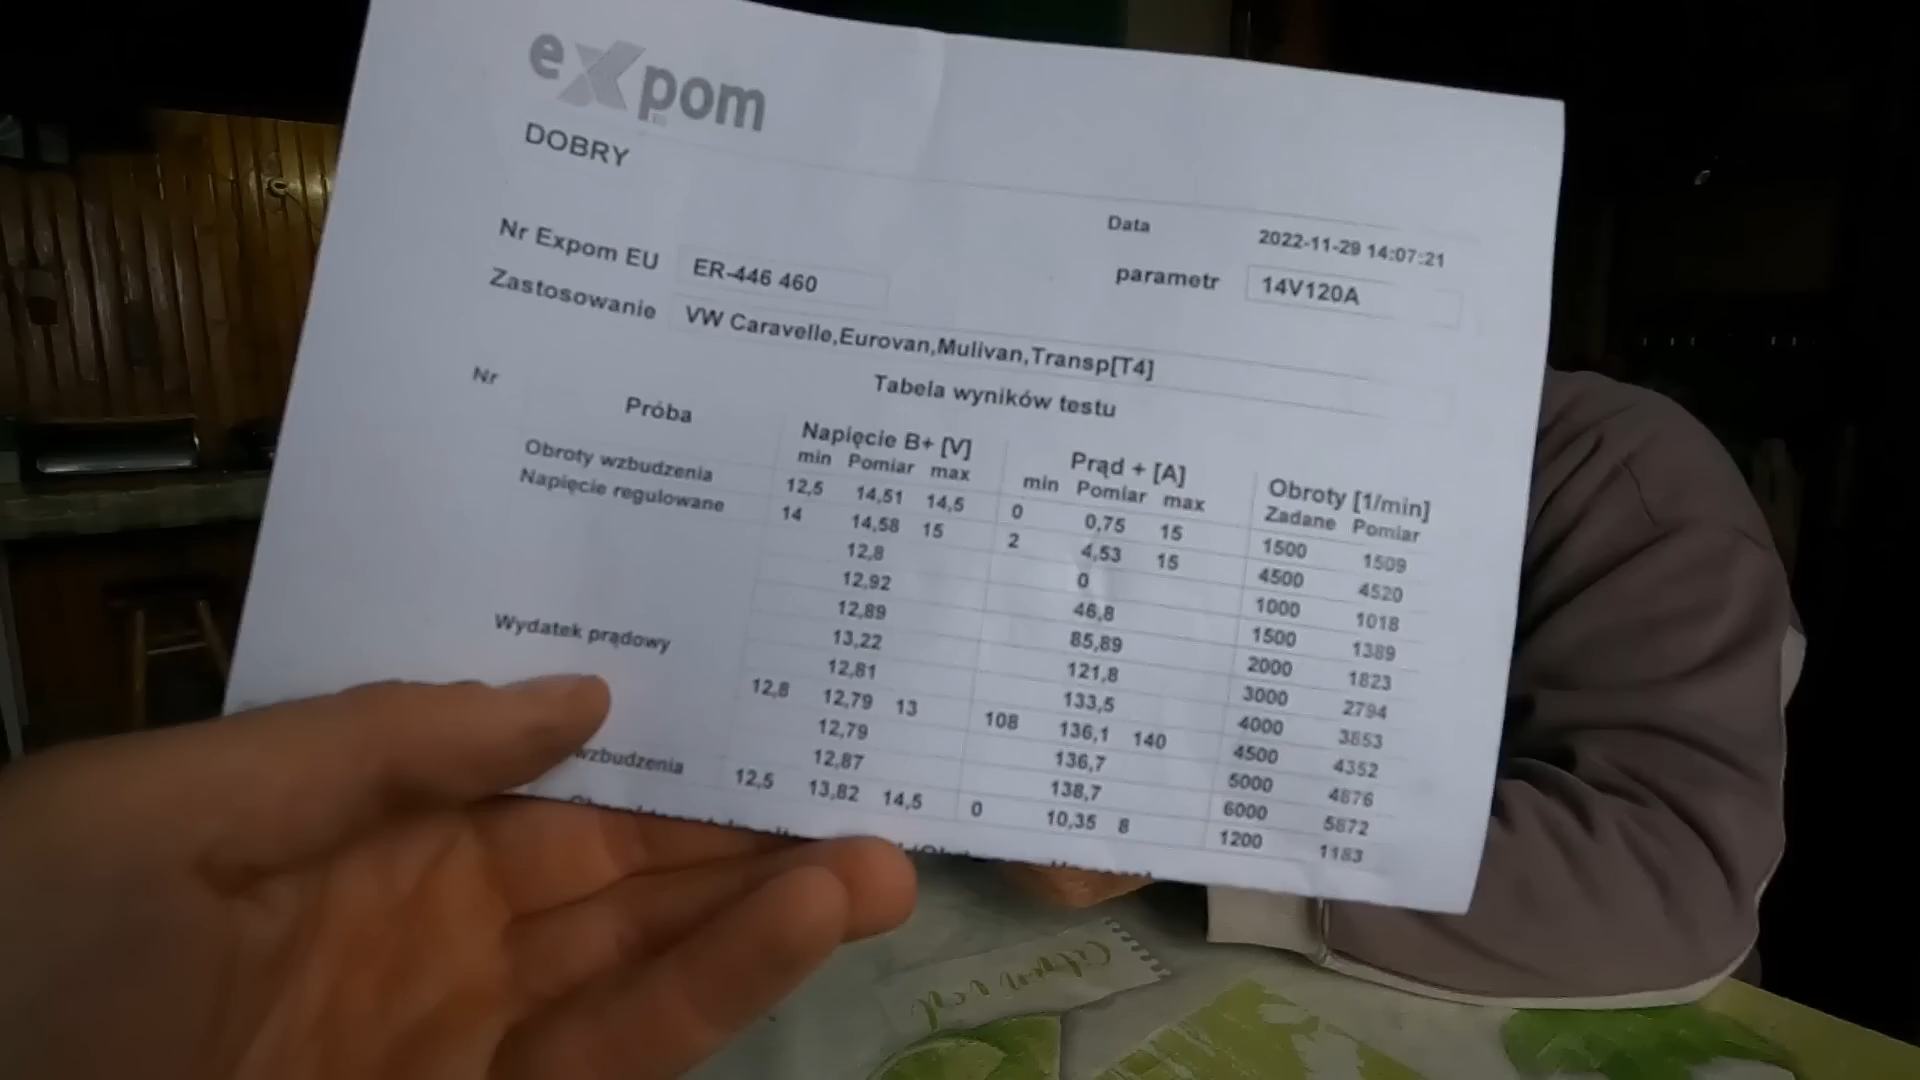 expom
DOBRY
Data 2022-11-29 14:07:21
Nr Expom EU ER-446 460 parametr 14V120A
Zastosowanie VW Caravelle,Eurovan,Mulivan,Transp[T4]
Tabela wyników testu
Nr Próba Napięcie B+ [V] Prąd + [A] Obroty [1/min]
min Pomiar max min Pomiar max Zadane Pomiar
Obroty wzbudzenia 12,5 14,51 14,5 0 0,75 15 1500 1509
Napięcie regulowane 14 14,58 15 2 4,53 15 4500 4520
12,8 0 1000 1018
12,92 46,8 1500 1389
12,89 85,89 2000 1823
13,22 121,8 3000 2794
12,81 133,5 4000 3853
Wydatek prądowy 12,8 12,79 13 108 136,1 140 4500 4352
12,79 136,7 5000 4876
12,87 138,7 6000 5872
wzbudzenia 12,5 13,82 14,5 0 10,35 8 1200 1183